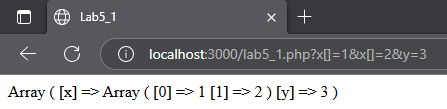 Lab5_1
localhost:3000/lab5_1.php?x[]=1&x[]=2&y=3
Array ( [x] => Array ( [0] => 1 [1] => 2 ) [y] => 3 )